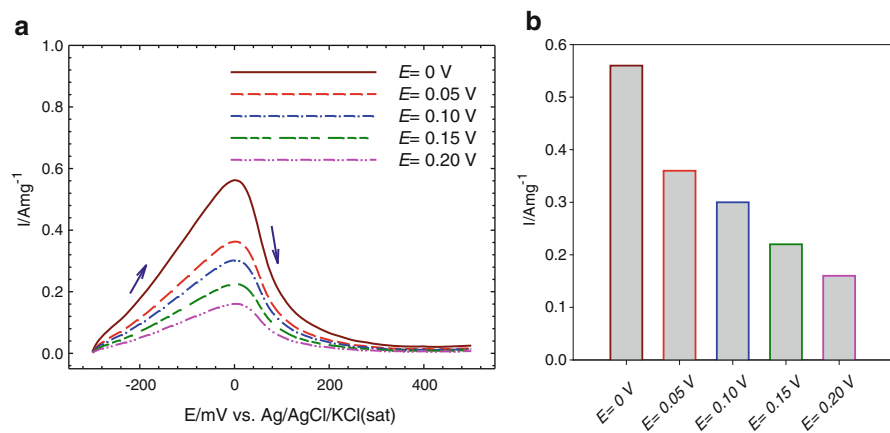 a
1.0
0.8
0.6
0.4
0.2
0.0
I/Amg⁻¹
E= 0 V
E= 0.05 V
E= 0.10 V
E= 0.15 V
E= 0.20 V
-200
0
200
400
E/mV vs. Ag/AgCl/KCl(sat)
b
0.6
0.5
0.4
0.3
0.2
0.1
0.0
I/Amg⁻¹
E= 0 V
E= 0.05 V
E= 0.10 V
E= 0.15 V
E= 0.20 V